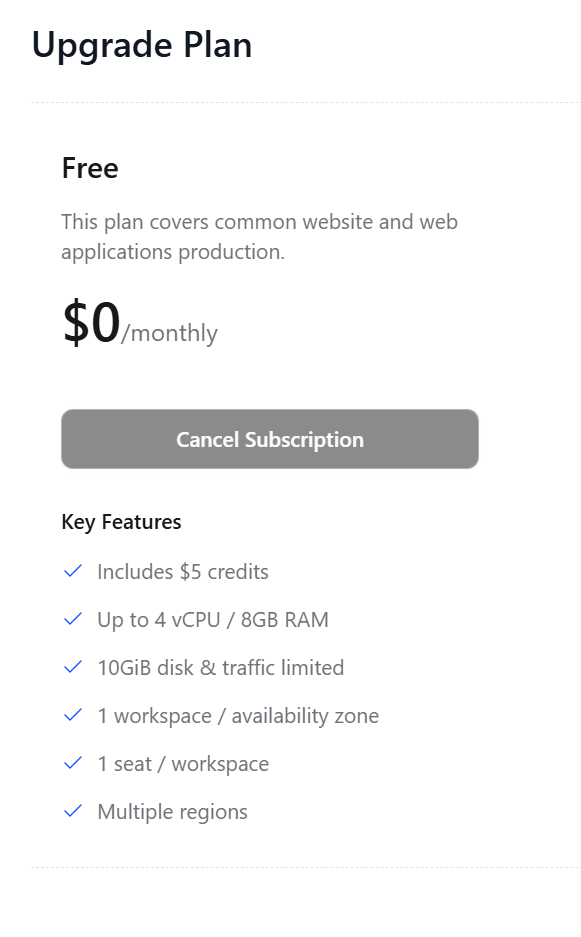 Upgrade Plan
Free
This plan covers common website and web
applications production.
$0/monthly
Cancel Subscription
Key Features
Includes $5 credits
Up to 4 vCPU / 8GB RAM
10GiB disk & traffic limited
1 workspace / availability zone
1 seat / workspace
Multiple regions